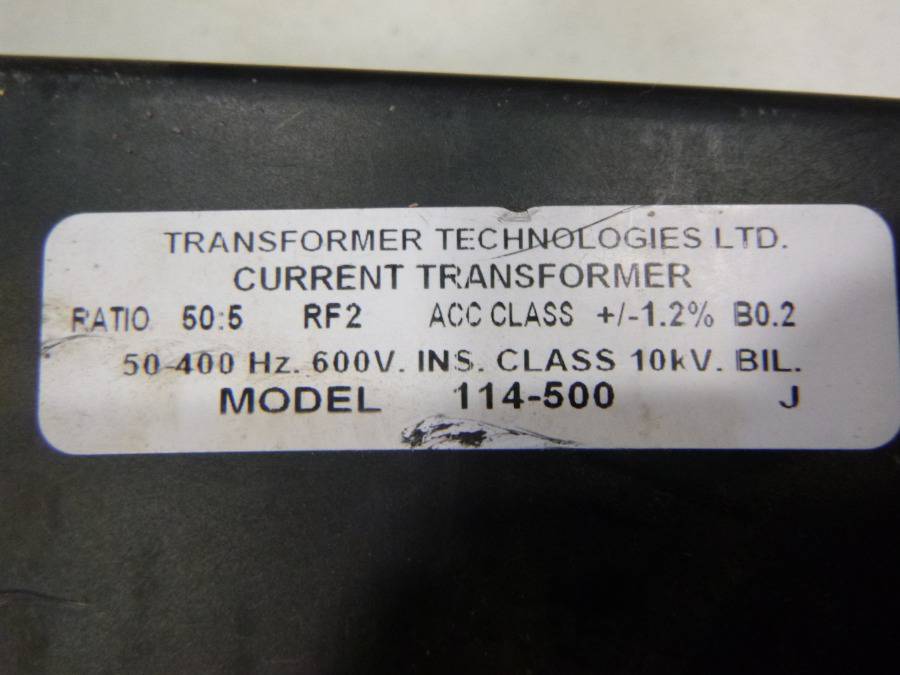 TRANSFORMER TECHNOLOGIES LTD.
CURRENT TRANSFORMER
RATIO 50:5 RF2 ACC CLASS +/-1.2% B0.2
50-400 Hz. 600V. INS. CLASS 10kV. BIL.
MODEL 114-500 J